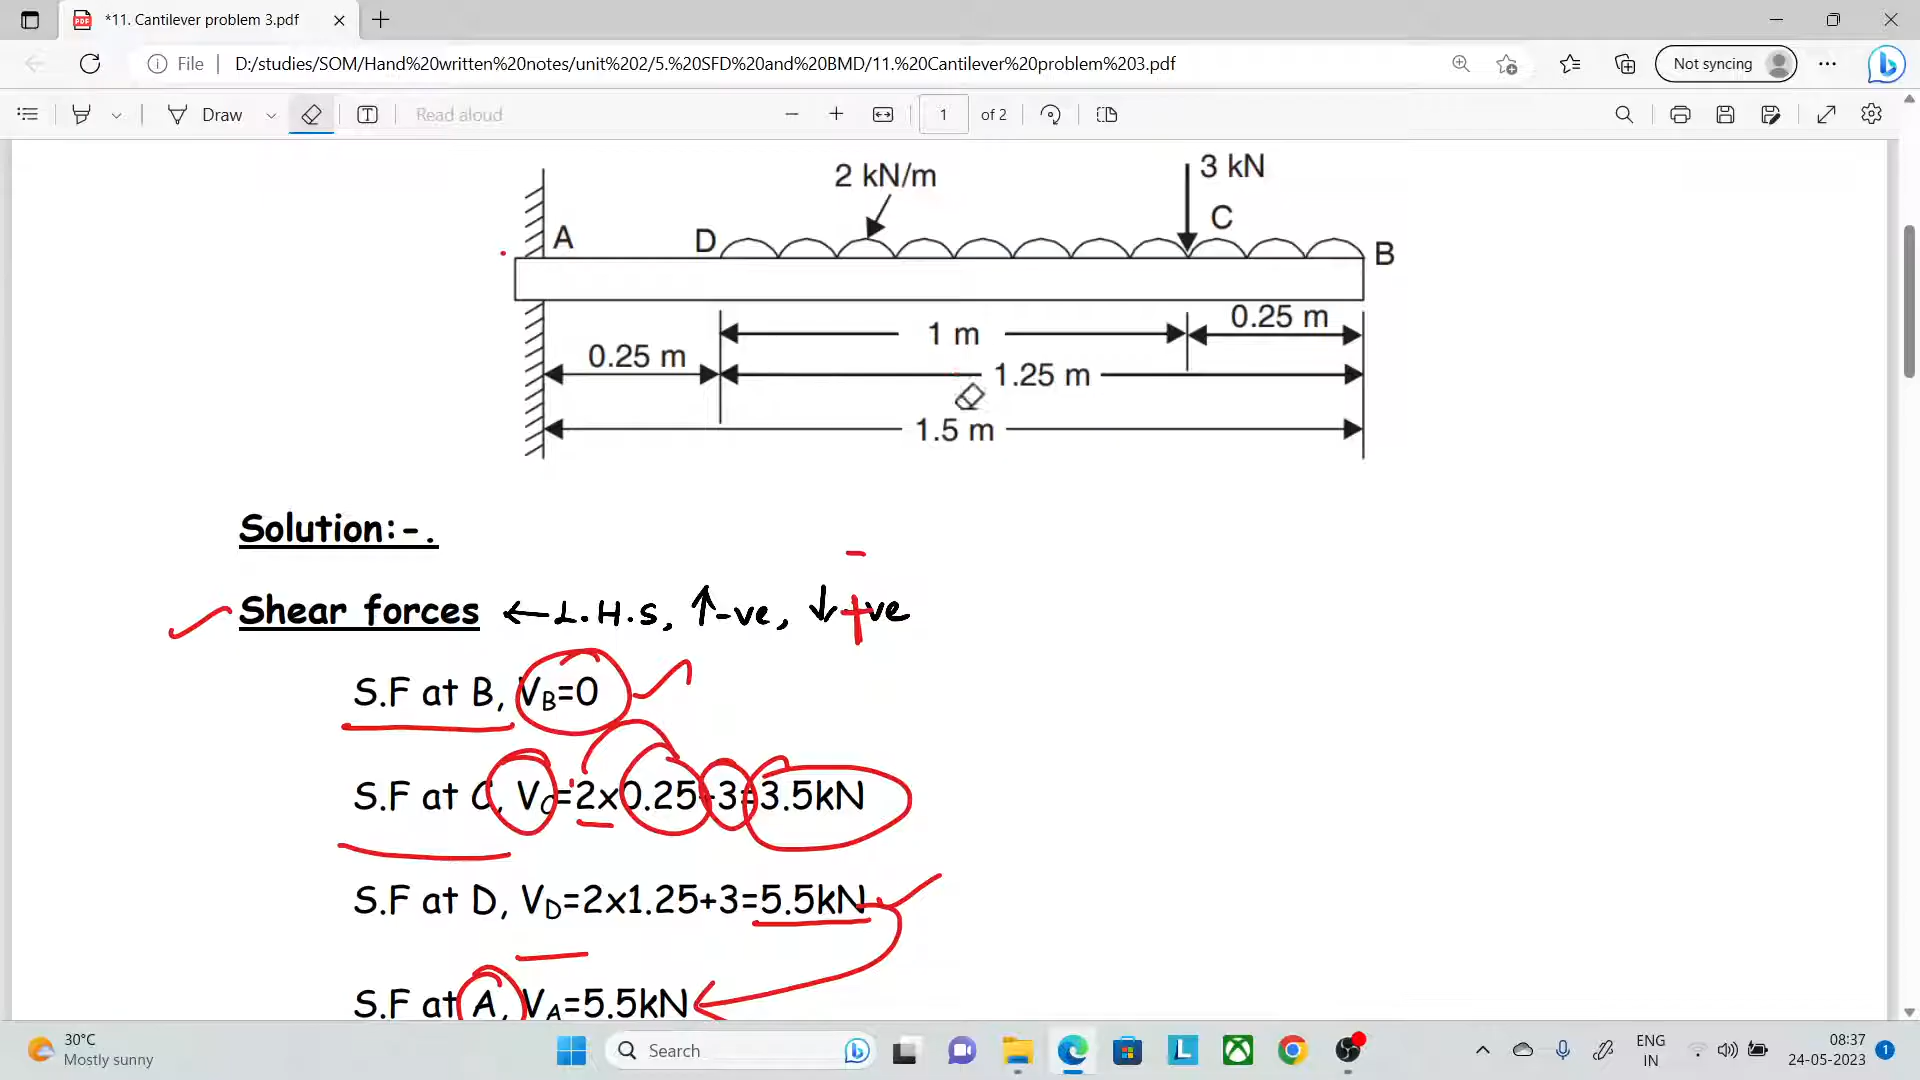 *11. Cantilever problem 3.pdf
File
D:/studies/SOM/Hand%20written%20notes/unit%202/5.%20SFD%20and%20BMD/11.%20Cantilever%20problem%203.pdf
Not syncing
Draw
Read aloud
1 of 2
2 kN/m
3 kN
A
D
C
B
0.25 m
1 m
0.25 m
1.25 m
1.5 m
Solution:-.
Shear forces ←L.H.S, ↑-ve, ↓+ve
S.F at B, VB=0
S.F at C, VC=2x0.25+3=3.5kN
S.F at D, VD=2x1.25+3=5.5kN
S.F at A, VA=5.5kN
30°C
Mostly sunny
Search
ENG
IN
08:37
24-05-2023
1